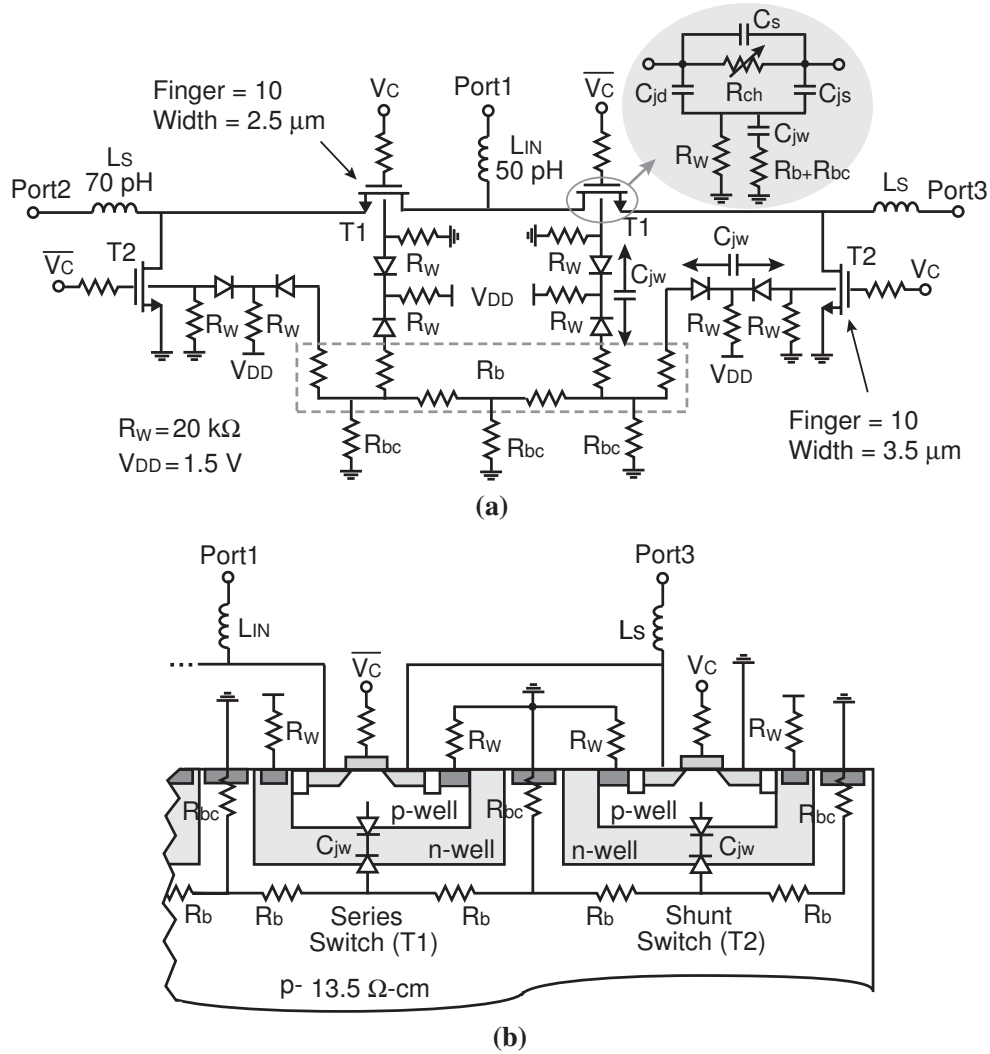 Finger = 10
Width = 2.5 μm
VC
Port1
VC
LIN
50 pH
Cs
Cjd
Rch
Cjs
Cjw
RW
Rb+Rbc
LS
70 pH
Port2
LS
Port3
T1
T1
T2
VC
RW
RW
VDD
RW
RW
VDD
RW
RW
Cjw
Cjw
T2
VC
RW
RW
VDD
Rb
Rbc
Rbc
Rbc
RW = 20 kΩ
VDD = 1.5 V
Finger = 10
Width = 3.5 μm
(a)
Port1
Port3
LIN
LS
VC
VC
RW
RW
RW
RW
Rbc
Rbc
Rbc
p-well
p-well
Cjw
Cjw
n-well
n-well
Rb
Rb
Rb
Rb
Rb
Series
Switch (T1)
Shunt
Switch (T2)
p- 13.5 Ω-cm
(b)